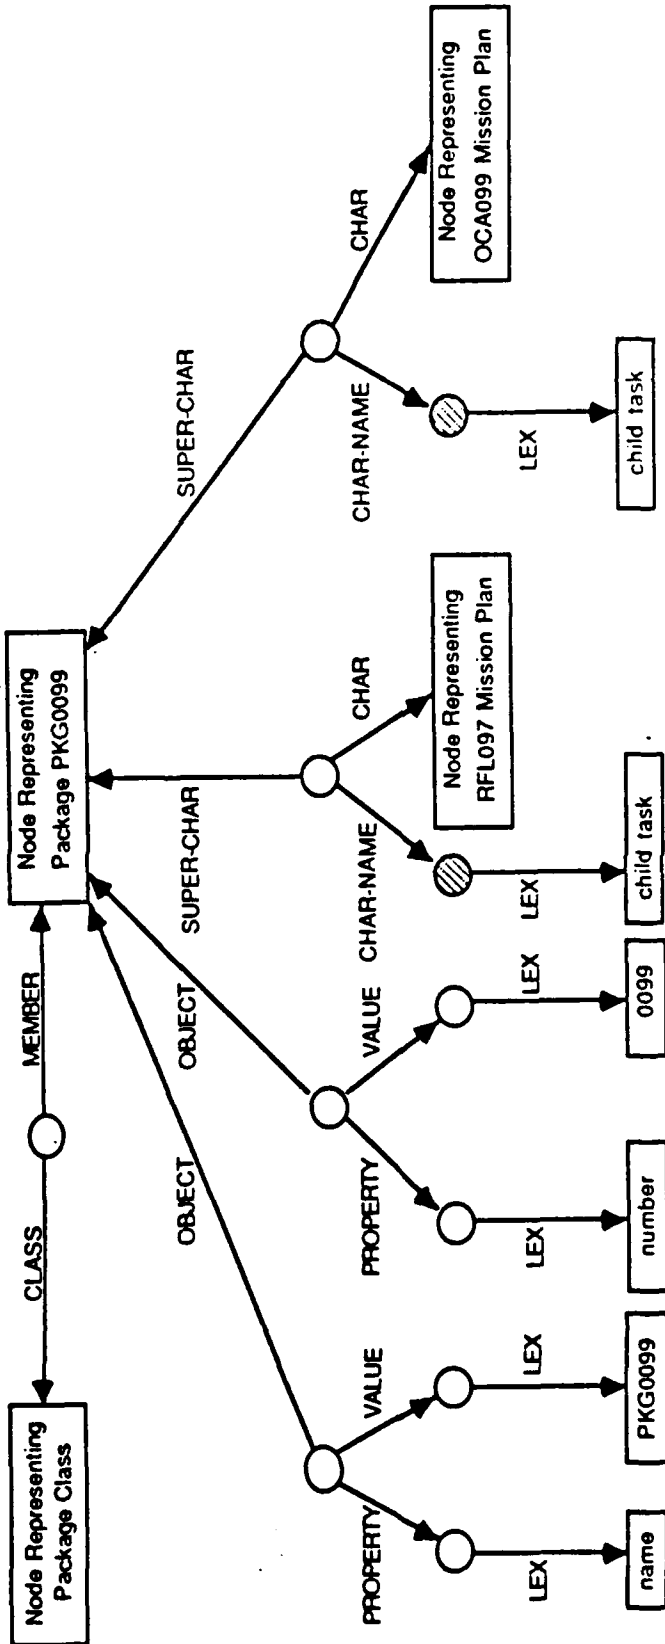 Node Representing
Package Class
CLASS
MEMBER
Node Representing
Package PKG0099
OBJECT
OBJECT
SUPER-CHAR
SUPER-CHAR
PROPERTY
VALUE
PROPERTY
VALUE
CHAR-NAME
CHAR
CHAR-NAME
CHAR
Node Representing
RFL097 Mission Plan
Node Representing
OCA099 Mission Plan
LEX
LEX
LEX
LEX
LEX
LEX
name
PKG0099
number
0099
child task
child task